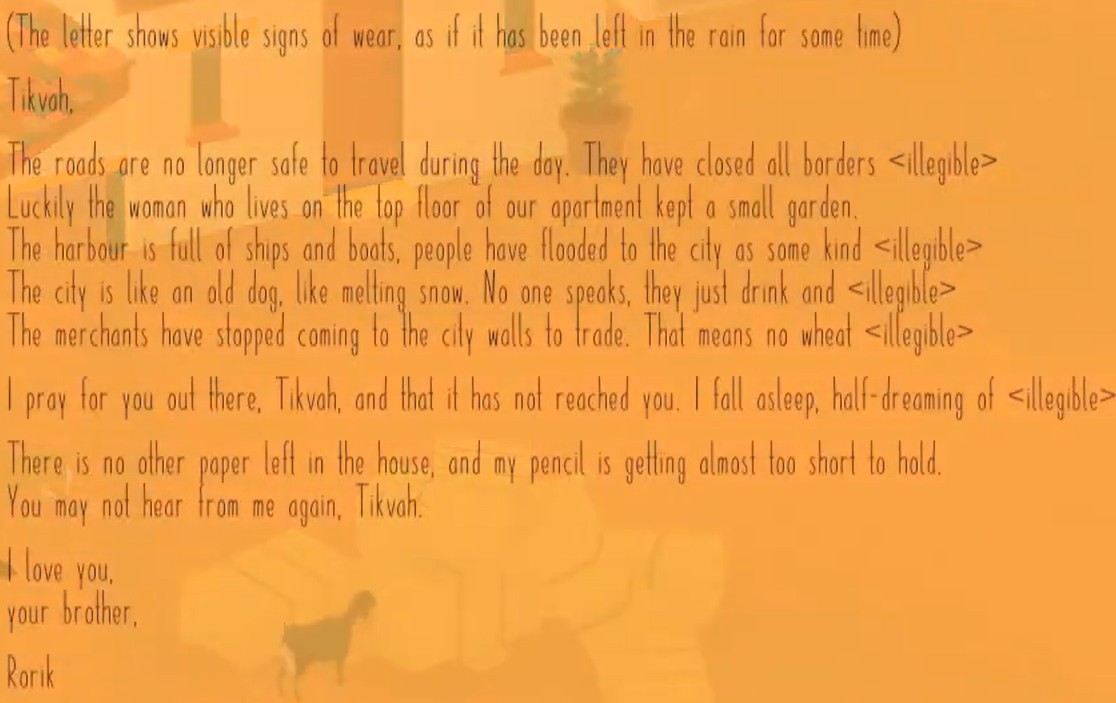 (The letter shows visible signs of wear, as if it has been left in the rain for some time)
Tikvah,
The roads are no longer safe to travel during the day. They have closed all borders <illegible>
Luckily the woman who lives on the top floor of our apartment kept a small garden.
The harbour is full of ships and boats, people have flooded to the city as some kind <illegible>
The city is like an old dog, like melting snow. No one speaks, they just drink and <illegible>
The merchants have stopped coming to the city walls to trade. That means no wheat <illegible>
I pray for you out there, Tikvah, and that it has not reached you. I fall asleep, half-dreaming of <illegible>
There is no other paper left in the house, and my pencil is getting almost too short to hold.
You may not hear from me again, Tikvah.
I love you,
your brother,
Rorik